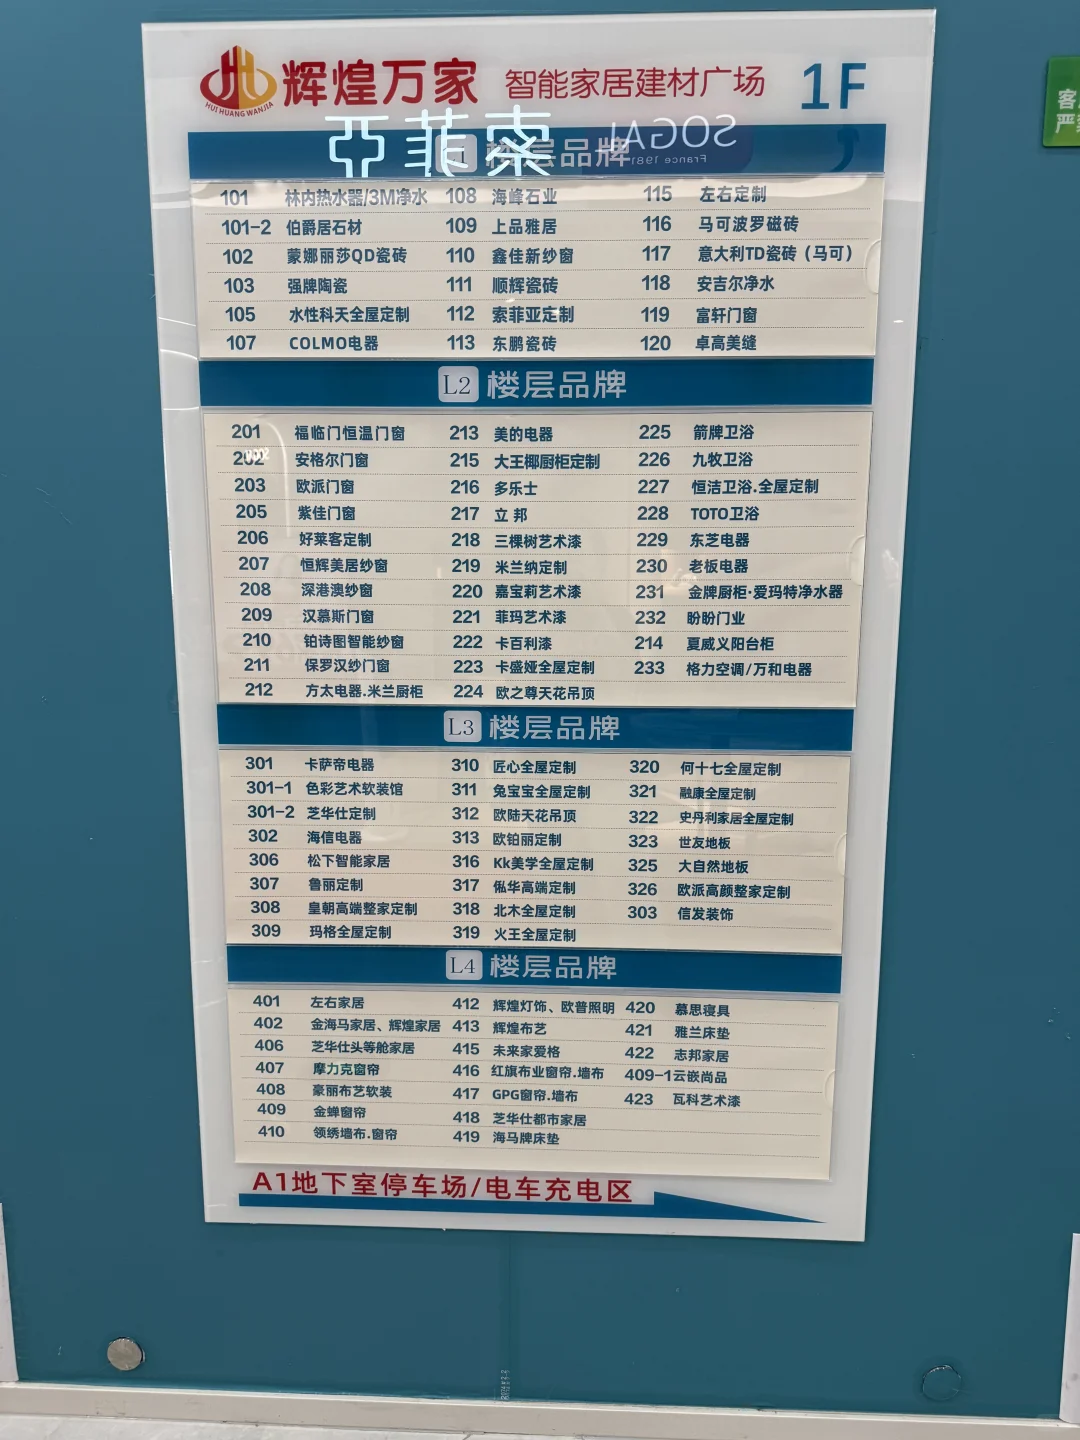 辉煌万家 智能家居建材广场 1F
HUI HUANG WANJIA
亞菲索 SOGAL
France 1981
楼层品牌
101 林内热水器/3M净水 108 海峰石业 115 左右定制
101-2 伯爵居石材 109 上品雅居 116 马可波罗磁砖
102 蒙娜丽莎QD瓷砖 110 鑫佳新纱窗 117 意大利TD瓷砖（马可）
103 强牌陶瓷 111 顺辉瓷砖 118 安吉尔净水
105 水性科天全屋定制 112 索菲亚定制 119 富轩门窗
107 COLMO电器 113 东鹏瓷砖 120 卓高美缝
L2 楼层品牌
201 福临门恒温门窗 213 美的电器 225 箭牌卫浴
202 安格尔门窗 215 大王椰厨柜定制 226 九牧卫浴
203 欧派门窗 216 多乐士 227 恒洁卫浴.全屋定制
205 紫佳门窗 217 立 邦 228 TOTO卫浴
206 好莱客定制 218 三棵树艺术漆 229 东芝电器
207 恒辉美居纱窗 219 米兰纳定制 230 老板电器
208 深港澳纱窗 220 嘉宝莉艺术漆 231 金牌厨柜·爱玛特净水器
209 汉慕斯门窗 221 菲玛艺术漆 232 盼盼门业
210 铂诗图智能纱窗 222 卡百利漆 214 夏威义阳台柜
211 保罗汉纱门窗 223 卡盛娅全屋定制 233 格力空调/万和电器
212 方太电器.米兰厨柜 224 欧之尊天花吊顶
L3 楼层品牌
301 卡萨帝电器 310 匠心全屋定制 320 何十七全屋定制
301-1 色彩艺术软装馆 311 兔宝宝全屋定制 321 融康全屋定制
301-2 芝华仕定制 312 欧陆天花吊顶 322 史丹利家居全屋定制
302 海信电器 313 欧铂丽定制 323 世友地板
306 松下智能家居 316 Kk美学全屋定制 325 大自然地板
307 鲁丽定制 317 俬华高端定制 326 欧派高颜整家定制
308 皇朝高端整家定制 318 北木全屋定制 303 信发装饰
309 玛格全屋定制 319 火王全屋定制
L4 楼层品牌
401 左右家居 412 辉煌灯饰、欧普照明 420 慕思寝具
402 金海马家居、辉煌家居 413 辉煌布艺 421 雅兰床垫
406 芝华仕头等舱家居 415 未来家爱格 422 志邦家居
407 摩力克窗帘 416 红旗布业窗帘.墙布 409-1云嵌尚品
408 豪丽布艺软装 417 GPG窗帘.墙布 423 瓦科艺术漆
409 金蝉窗帘 418 芝华仕都市家居
410 领绣墙布.窗帘 419 海马牌床垫
A1地下室停车场/电车充电区
客
严